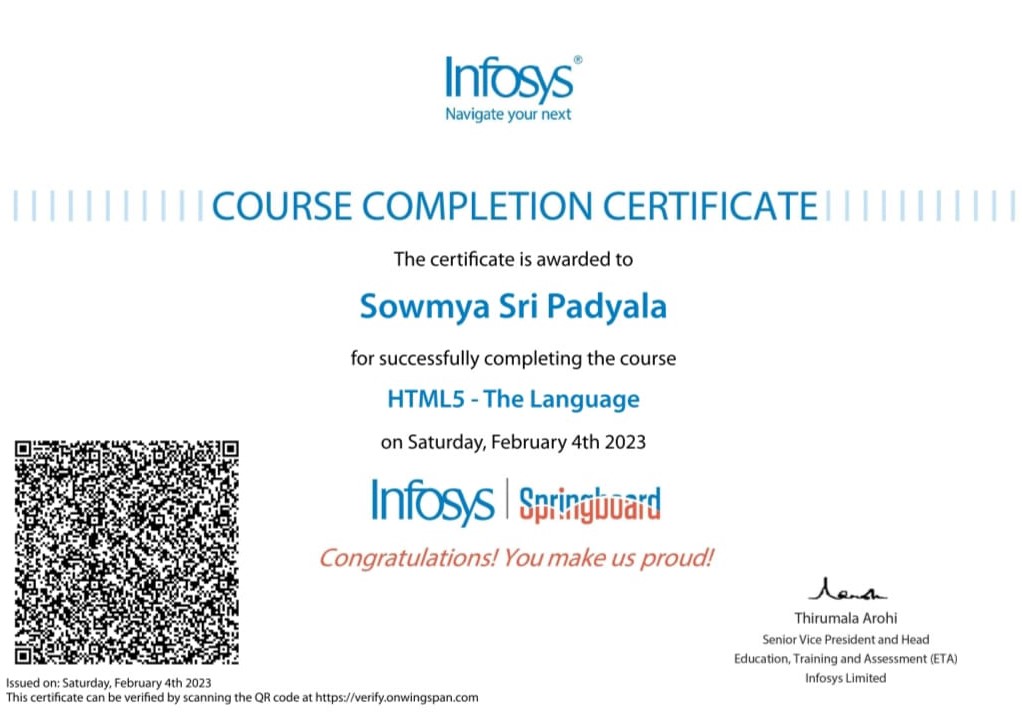 Infosys®
Navigate your next
COURSE COMPLETION CERTIFICATE
The certificate is awarded to
Sowmya Sri Padyala
for successfully completing the course
HTML5 - The Language
on Saturday, February 4th 2023
Infosys | Springboard
Congratulations! You make us proud!
Thirumala Arohi
Senior Vice President and Head
Education, Training and Assessment (ETA)
Infosys Limited
Issued on: Saturday, February 4th 2023
This certificate can be verified by scanning the QR code at https://verify.onwingspan.com